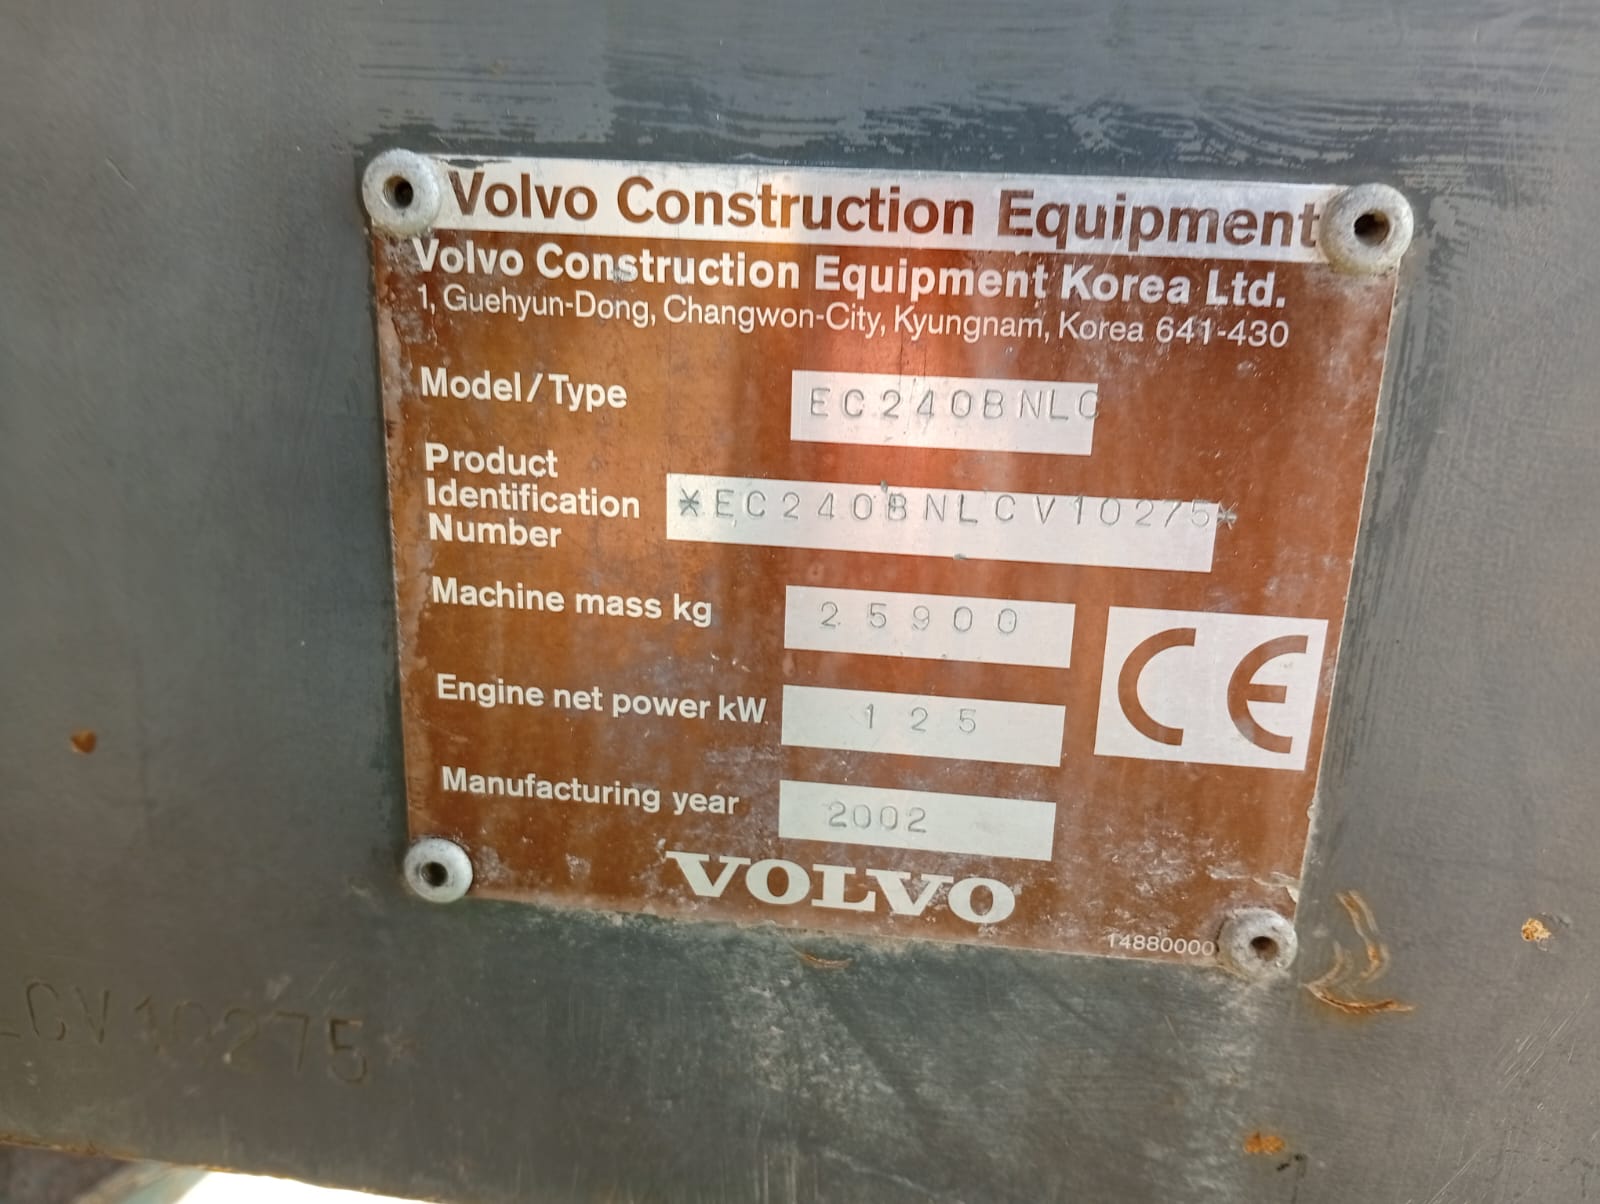 Volvo Construction Equipment
Volvo Construction Equipment Korea Ltd.
1, Guehyun-Dong, Changwon-City, Kyungnam, Korea 641-430
Model/Type EC240BNLC
Product
Identification
Number *EC240BNLCV10275*
Machine mass kg 25900
CE
Engine net power kW 125
Manufacturing year 2002
VOLVO
14880000
LCV10275*